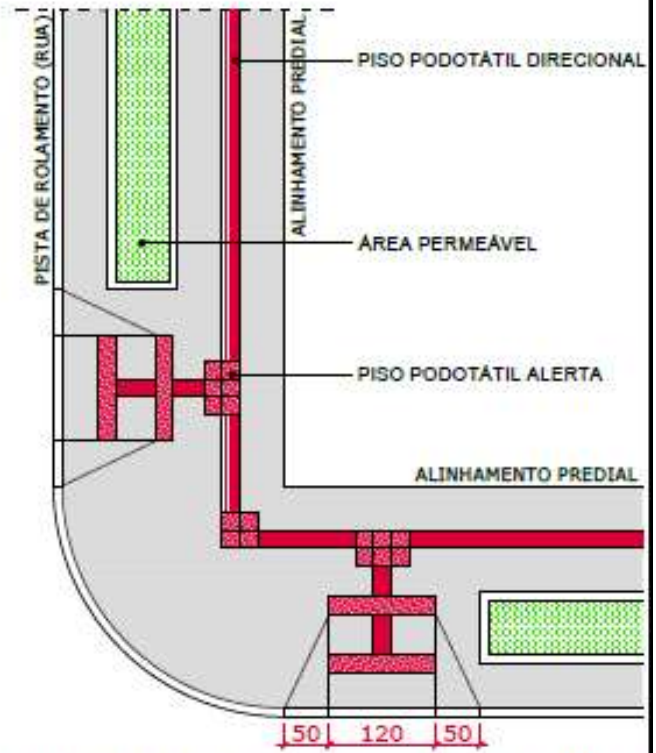 PISTA DE ROLAMENTO (RUA)
ALINHAMENTO PREDIAL
PISO PODOTÁTIL DIRECIONAL
ÁREA PERMEÁVEL
PISO PODOTÁTIL ALERTA
ALINHAMENTO PREDIAL
50 120 50